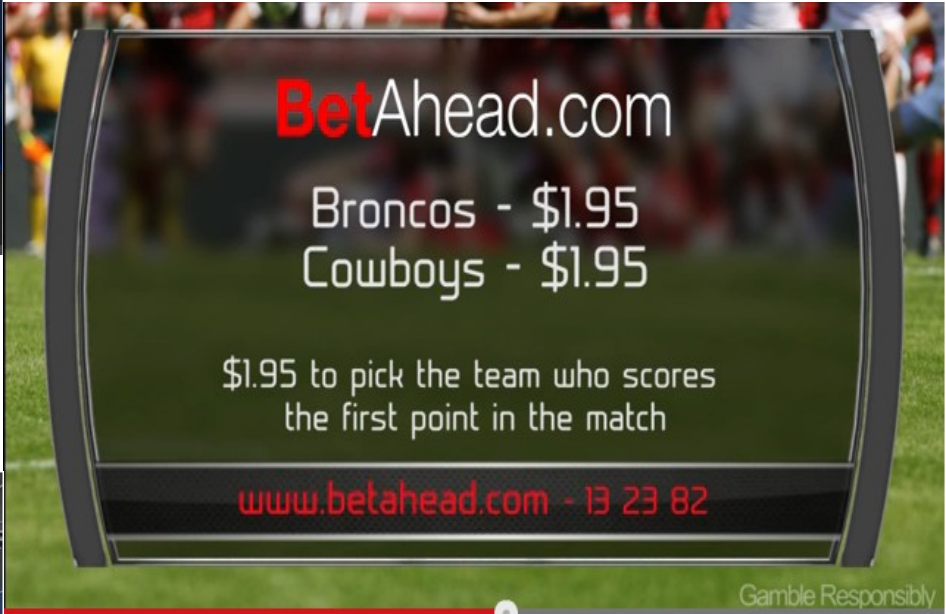 BetAhead.com
Broncos - $1.95
Cowboys - $1.95
$1.95 to pick the team who scores
the first point in the match
www.betahead.com - 13 23 82
Gamble Responsibly